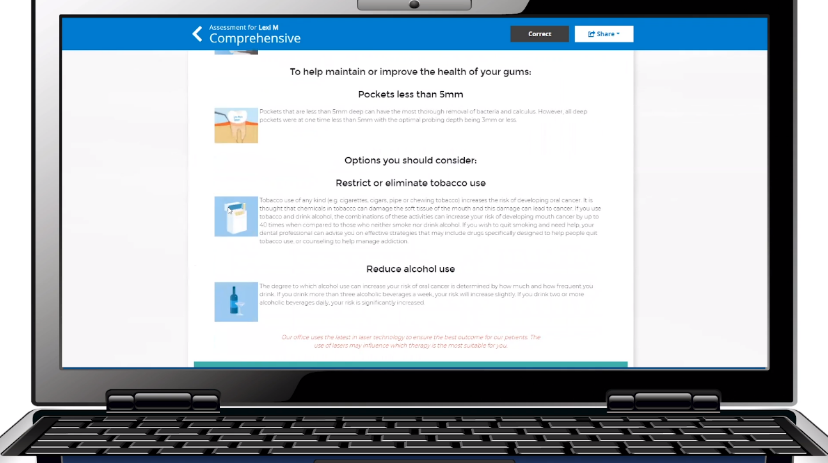 Assessment for Lexi M
Comprehensive
Correct
Share
To help maintain or improve the health of your gums:
Pockets less than 5mm
Pockets that are less than 5mm deep can have the most thorough removal of bacteria and calculus. However, all deep
pockets were at one time less than 5mm with the optimal probing depth being 3mm or less.
Options you should consider:
Restrict or eliminate tobacco use
Tobacco use of any kind (e.g. cigarettes, cigars, pipe or chewing tobacco) increases the risk of developing oral cancer. It is
thought that chemicals in tobacco can damage the soft tissue of the mouth and this damage can lead to cancer. If you use
tobacco and drink alcohol, the combinations of these activities can increase your risk of developing mouth cancer by up to
40 times when compared to those who neither smoke nor drink alcohol. If you wish to quit smoking and need help, your
dental professional can advise you on effective strategies that may include drugs specifically designed to help people quit
tobacco use, or counseling to help manage addiction.
Reduce alcohol use
The degree to which alcohol use can increase your risk of oral cancer is determined by how much and how frequent you
drink. If you drink more than three alcoholic beverages a week, your risk will increase slightly. If you drink two or more
alcoholic beverages daily, your risk is significantly increased.
Our office uses the latest in laser technology to ensure the best outcome for our patients. The
use of lasers may influence which therapy is the most suitable for you.